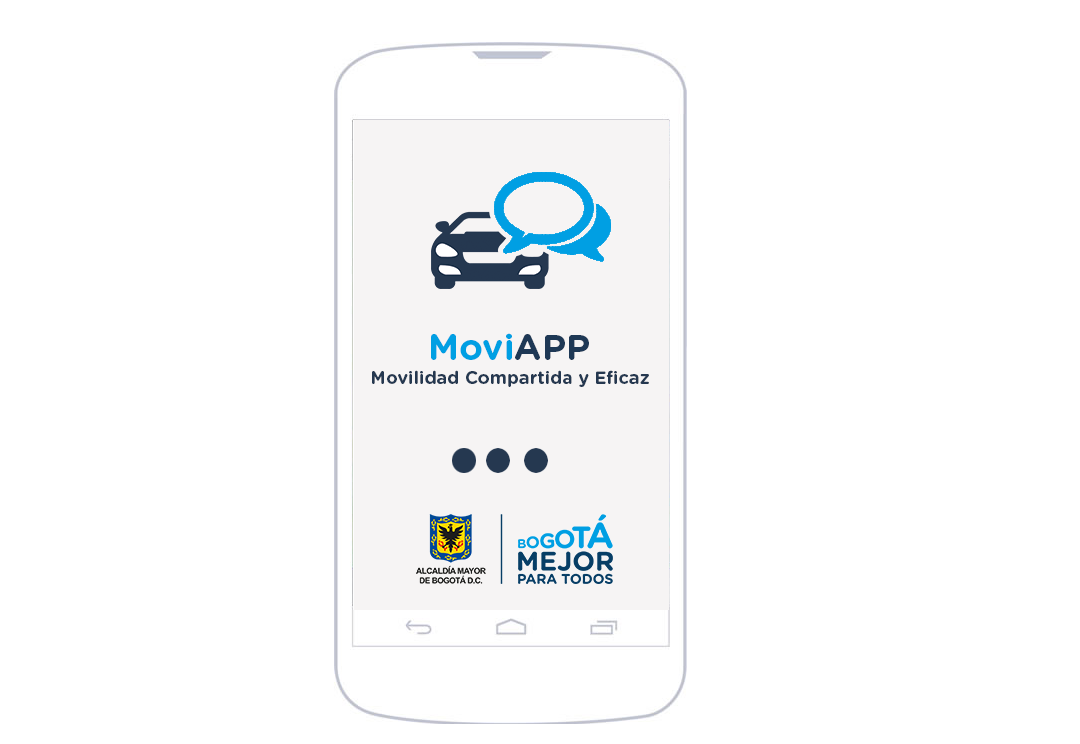 MoviAPP
Movilidad Compartida y Eficaz
ALCALDÍA MAYOR
DE BOGOTÁ D.C.
BOGOTÁ
MEJOR
PARA TODOS